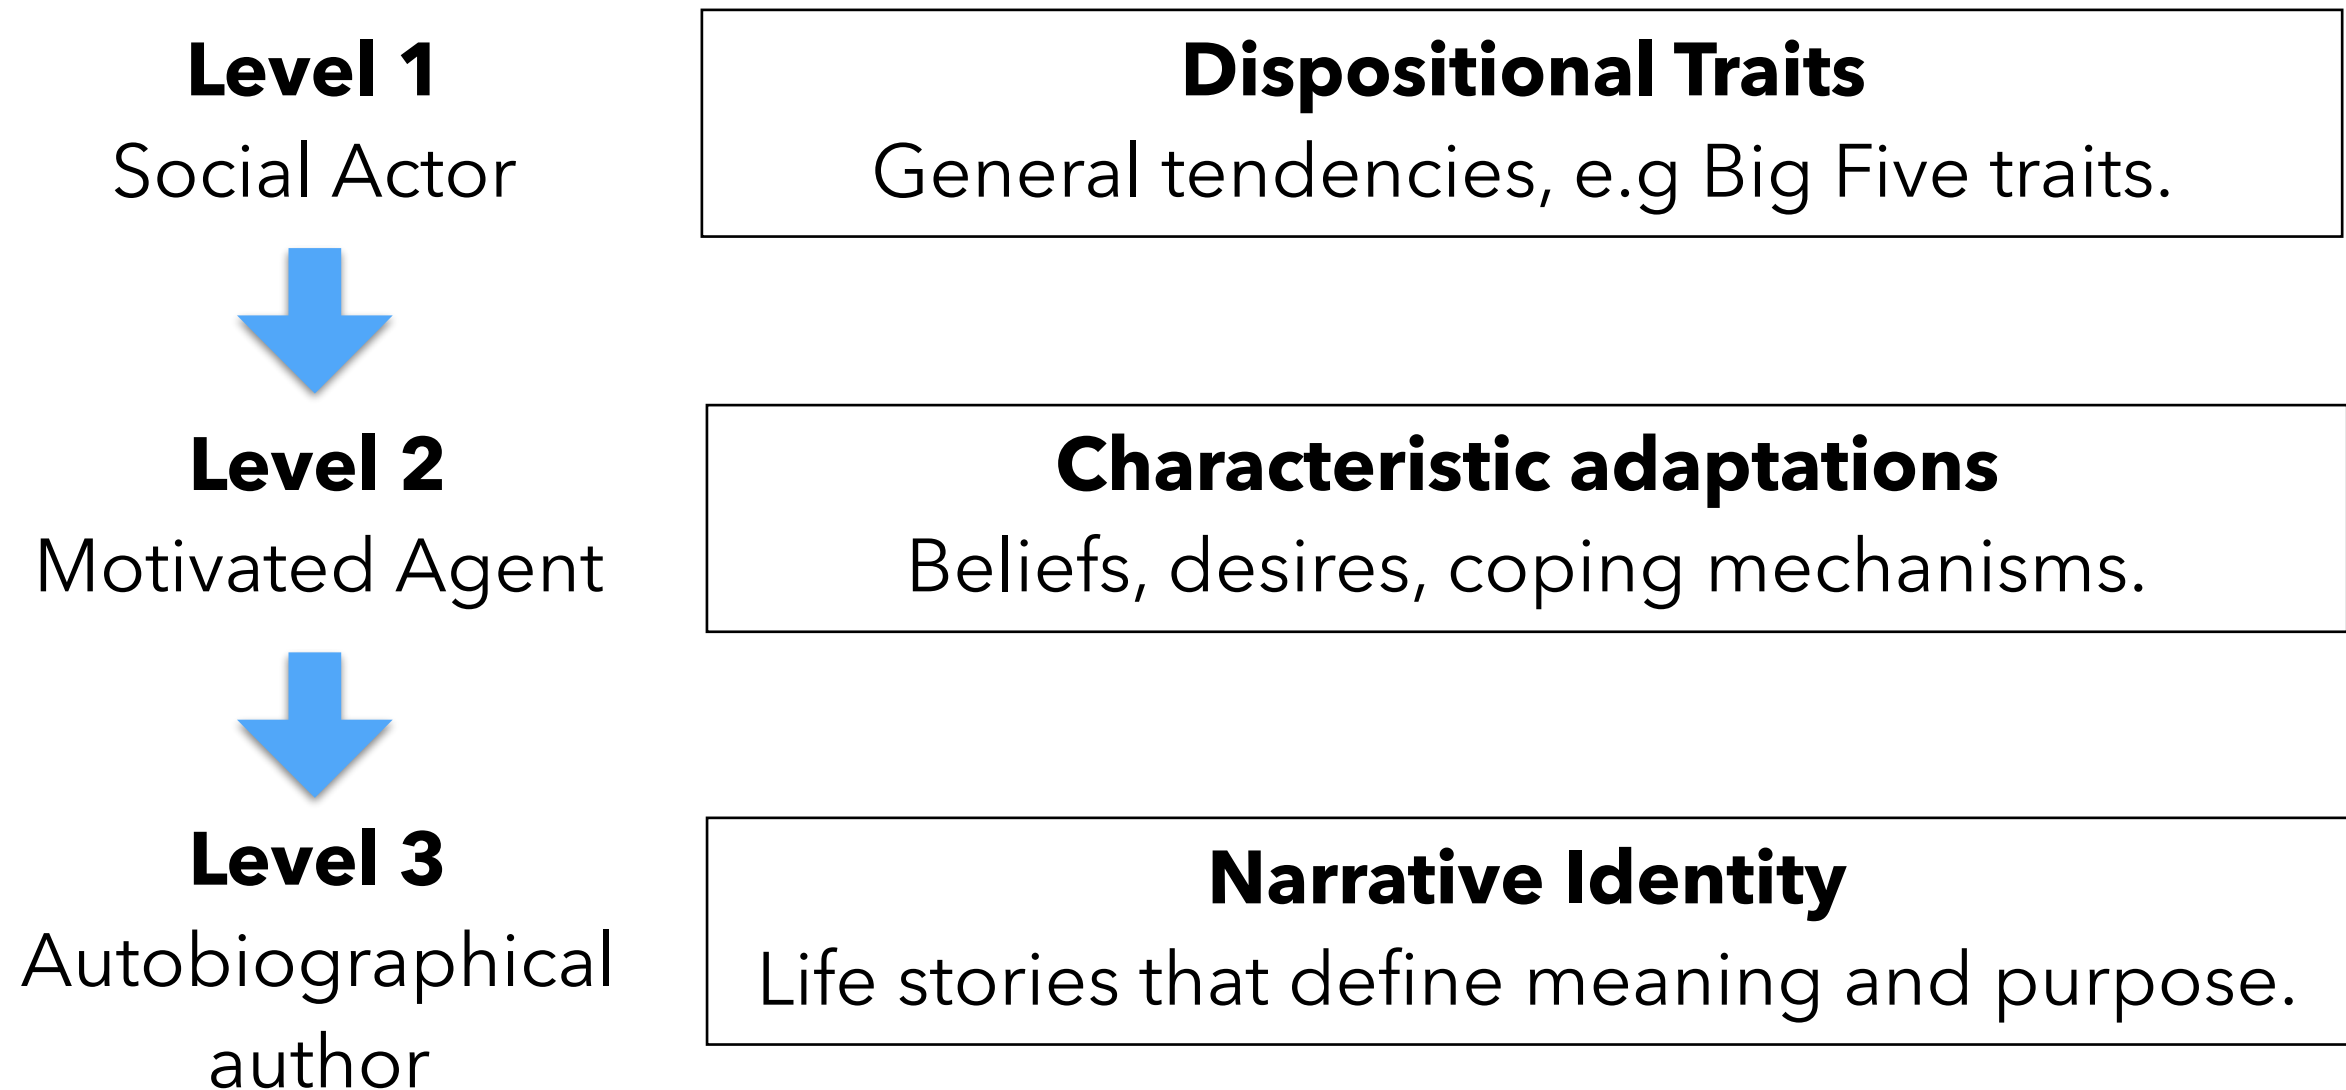 Level 1
Social Actor
Dispositional Traits
General tendencies, e.g Big Five traits.
Level 2
Motivated Agent
Characteristic adaptations
Beliefs, desires, coping mechanisms.
Level 3
Autobiographical
author
Narrative Identity
Life stories that define meaning and purpose.